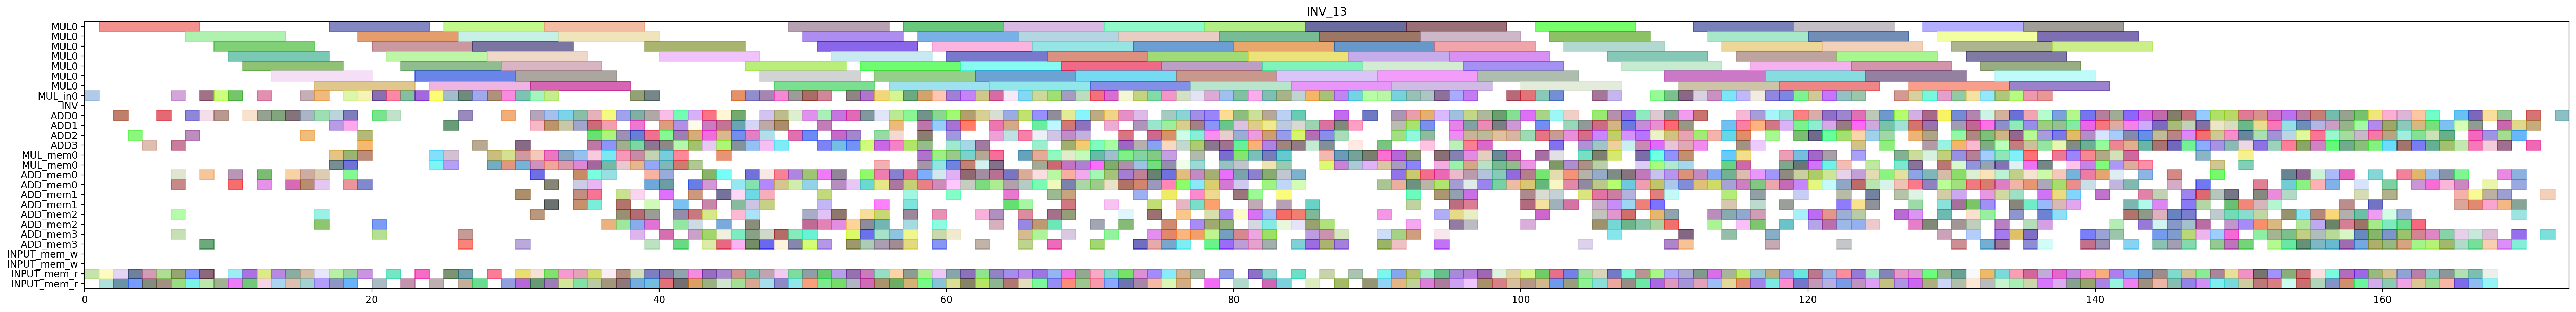 INV_13
MUL0
MUL0
MUL0
MUL0
MUL0
MUL0
MUL0
MUL_in0
INV
ADD0
ADD1
ADD2
ADD3
MUL_mem0
MUL_mem0
ADD_mem0
ADD_mem0
ADD_mem1
ADD_mem1
ADD_mem2
ADD_mem2
ADD_mem3
ADD_mem3
INPUT_mem_w
INPUT_mem_w
INPUT_mem_r
INPUT_mem_r
0 20 40 60 80 100 120 140 160